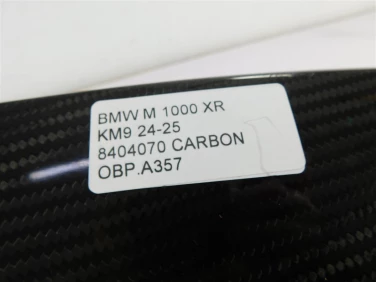 BMW M 1000 XR
KM9 24-25
8404070 CARBON
OBP.A357